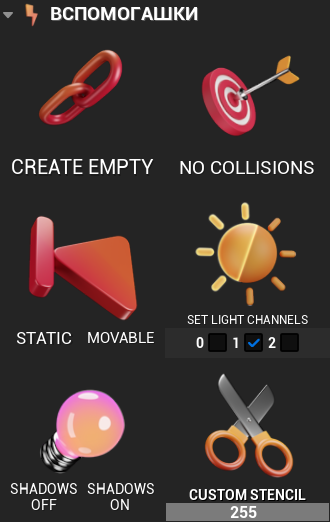 ВСПОМОГАШКИ
CREATE EMPTY
NO COLLISIONS
STATIC
MOVABLE
SET LIGHT CHANNELS
0 1 2
SHADOWS
OFF
SHADOWS
ON
CUSTOM STENCIL
255